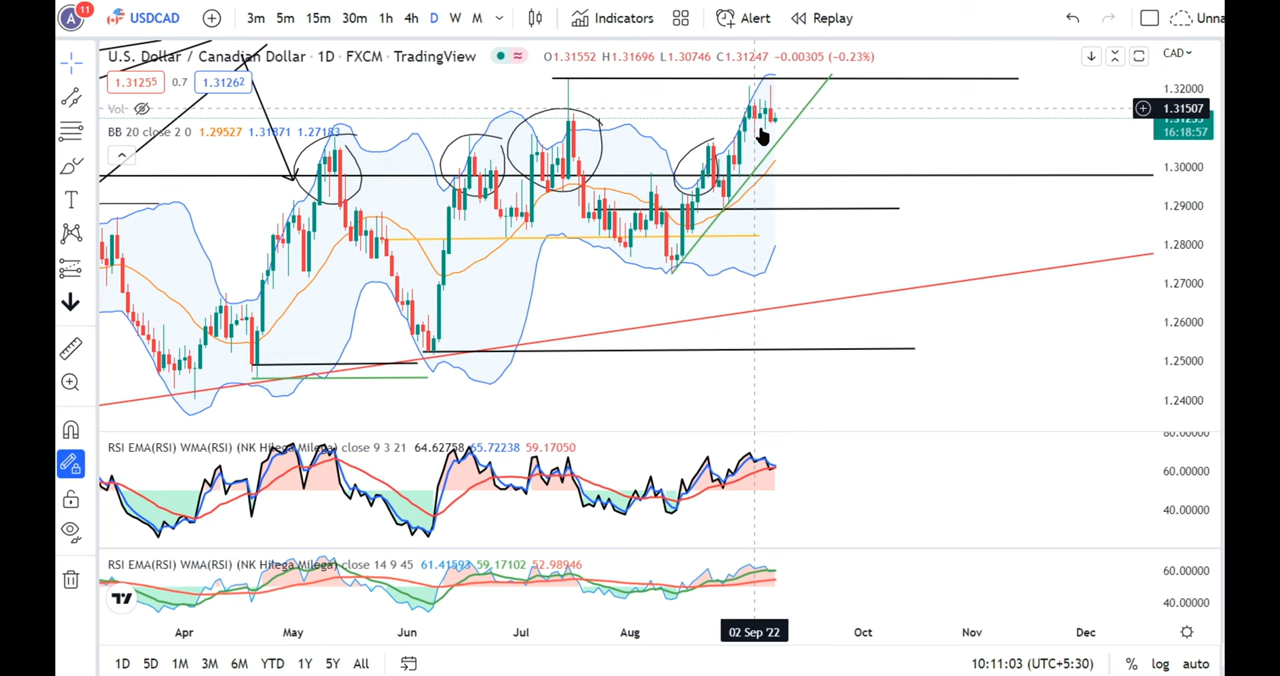 A 11 USDCAD 3m 5m 15m 30m 1h 4h D W M Indicators Alert Replay Unna
U.S. Dollar / Canadian Dollar · 1D · FXCM · TradingView O1.31552 H1.31696 L1.30746 C1.31247 −0.00305 (−0.23%) CAD
1.31255 0.7 1.31262
1.32000
Vol
1.31507
BB 20 close 2 0 1.29527 1.31871 1.27183
16:18:57
1.30000
1.29000
1.28000
1.27000
1.26000
1.25000
1.24000
80.00000
RSI EMA(RSI) WMA(RSI) (NK Hilega Milega) close 9 3 21 64.62758 65.72238 59.17050
60.00000
40.00000
RSI EMA(RSI) WMA(RSI) (NK Hilega Milega) close 14 9 45 61.41593 59.17102 52.98946
60.00000
40.00000
Apr May Jun Jul Aug 02 Sep '22 Oct Nov Dec
1D 5D 1M 3M 6M YTD 1Y 5Y All 10:11:03 (UTC+5:30) % log auto